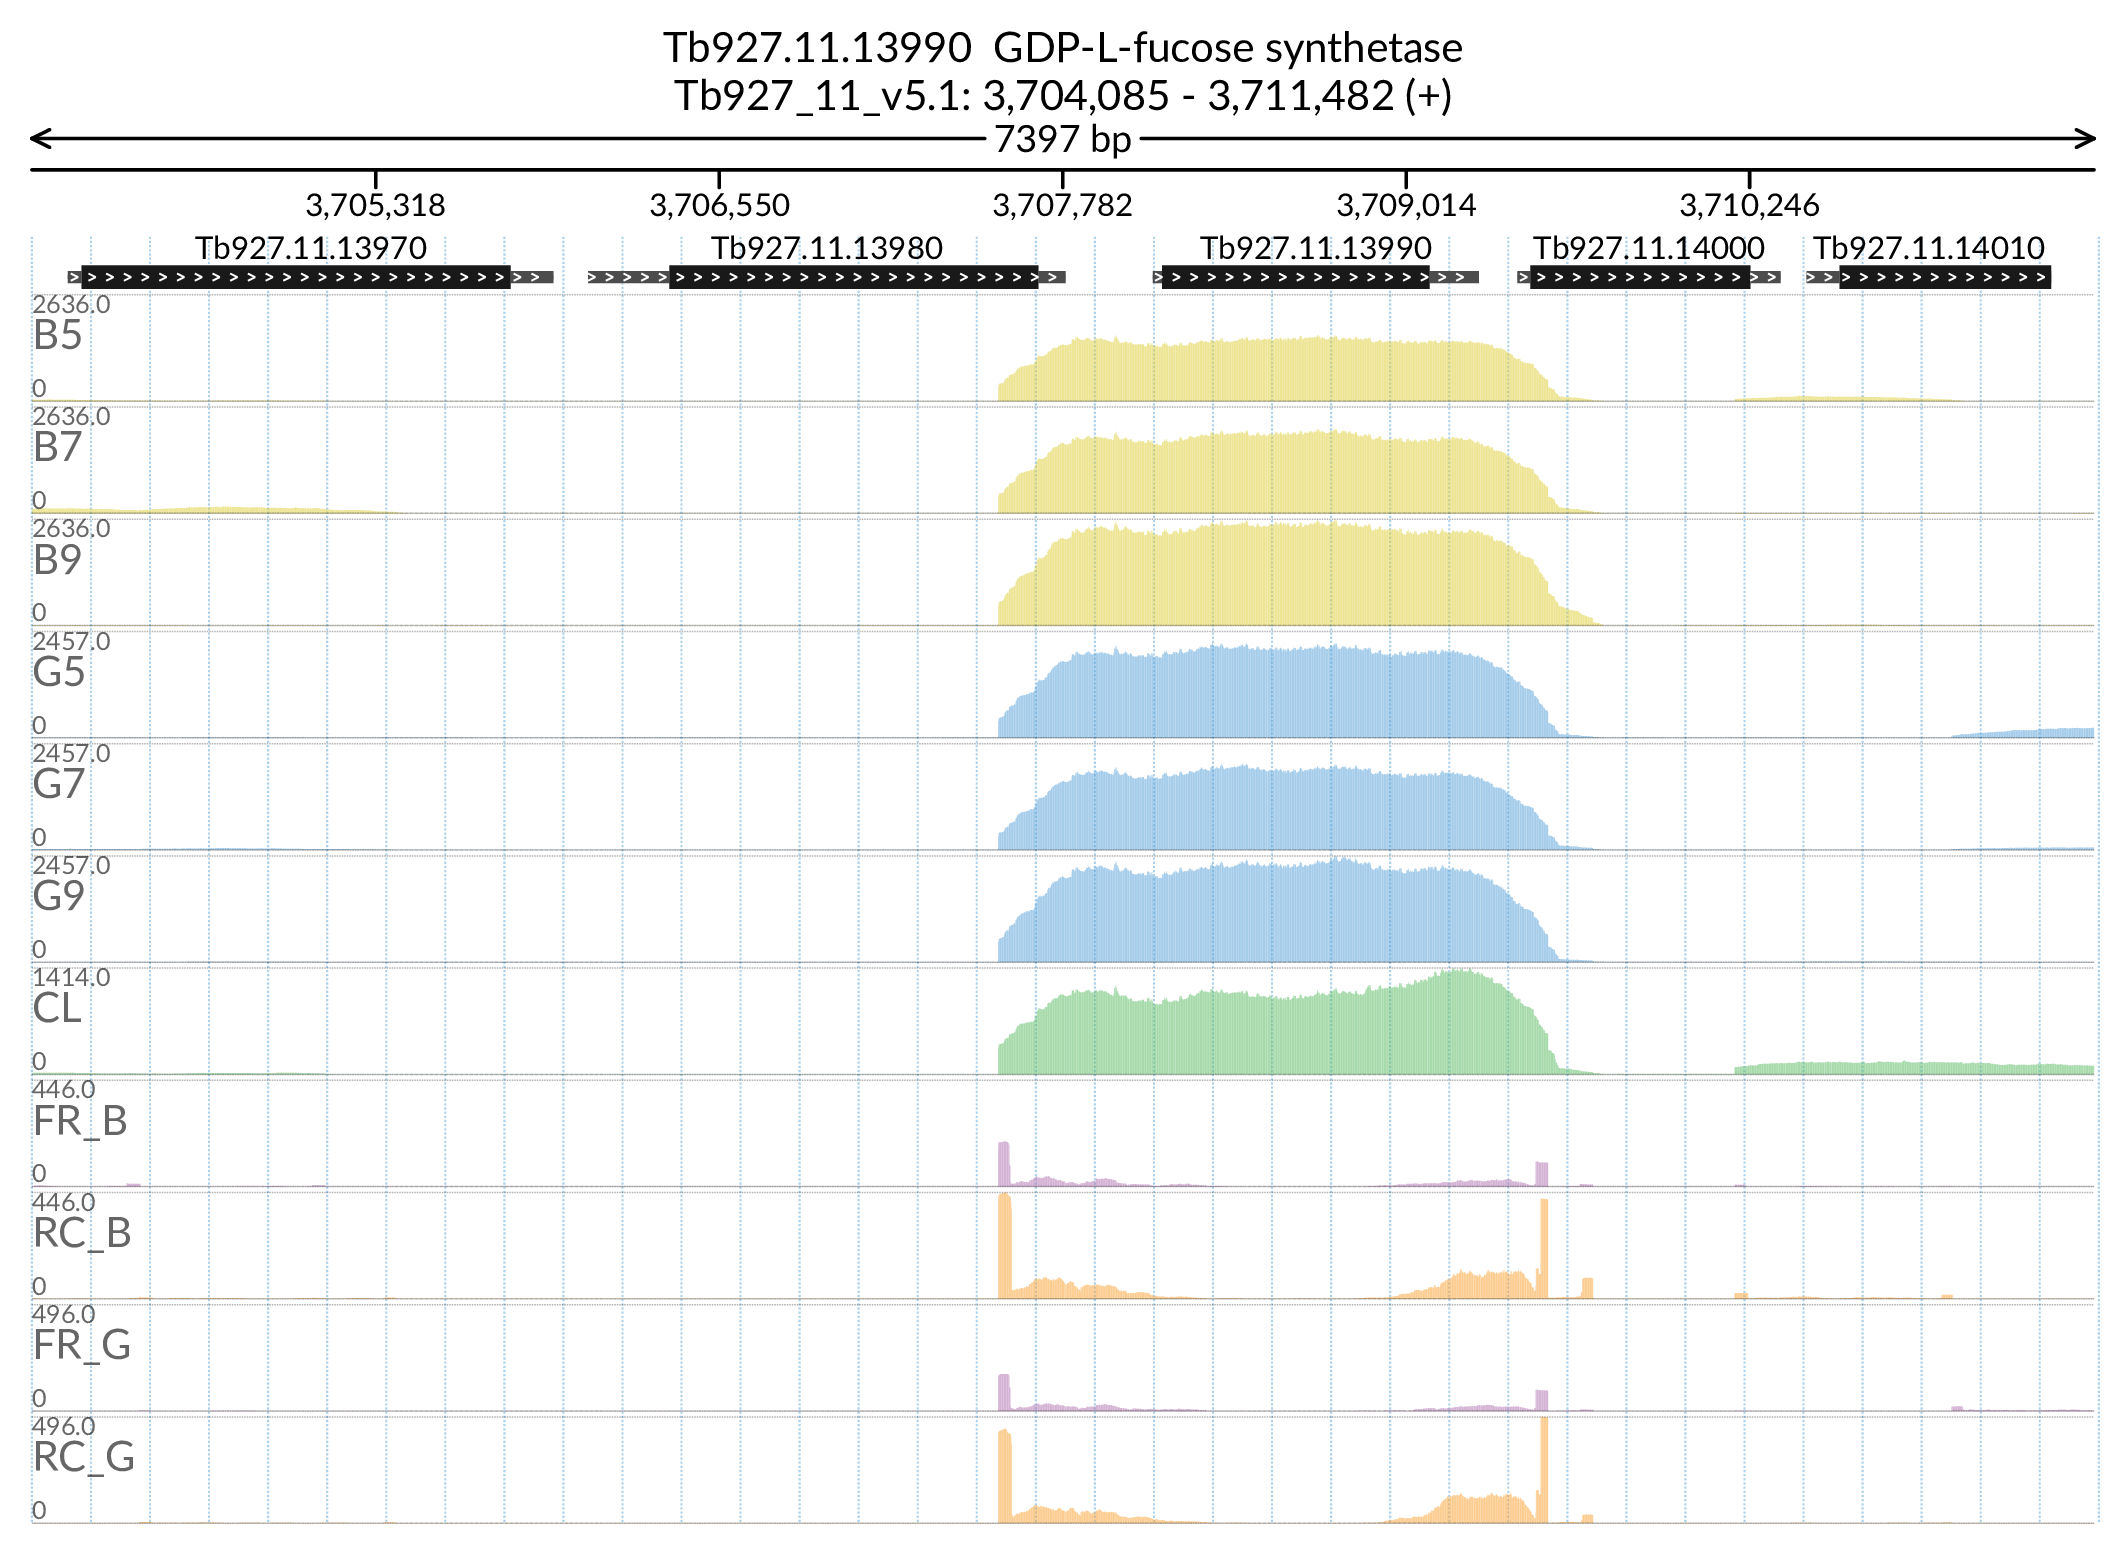 Tb927.11.13990  GDP-L-fucose synthetase
Tb927_11_v5.1: 3,704,085 - 3,711,482 (+)
7397 bp
3,705,318 3,706,550 3,707,782 3,709,014 3,710,246
Tb927.11.13970 Tb927.11.13980 Tb927.11.13990 Tb927.11.14000 Tb927.11.14010
2636.0
B5
0
2636.0
B7
0
2636.0
B9
0
2457.0
G5
0
2457.0
G7
0
2457.0
G9
0
1414.0
CL
0
446.0
FR_B
0
446.0
RC_B
0
496.0
FR_G
0
496.0
RC_G
0